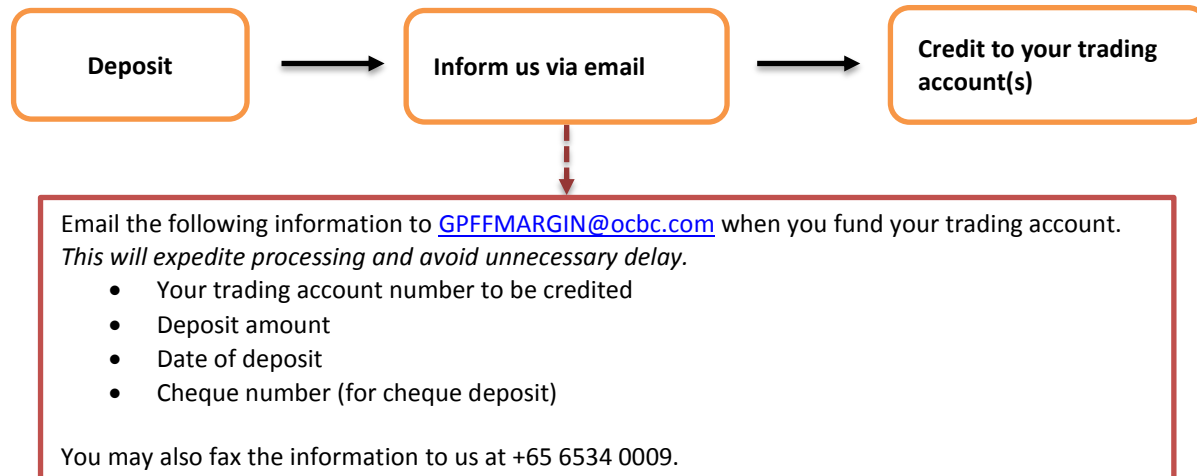 Deposit
Inform us via email
Credit to your trading
account(s)
Email the following information to GPFFMARGIN@ocbc.com when you fund your trading account.
This will expedite processing and avoid unnecessary delay.
• Your trading account number to be credited
• Deposit amount
• Date of deposit
• Cheque number (for cheque deposit)
You may also fax the information to us at +65 6534 0009.